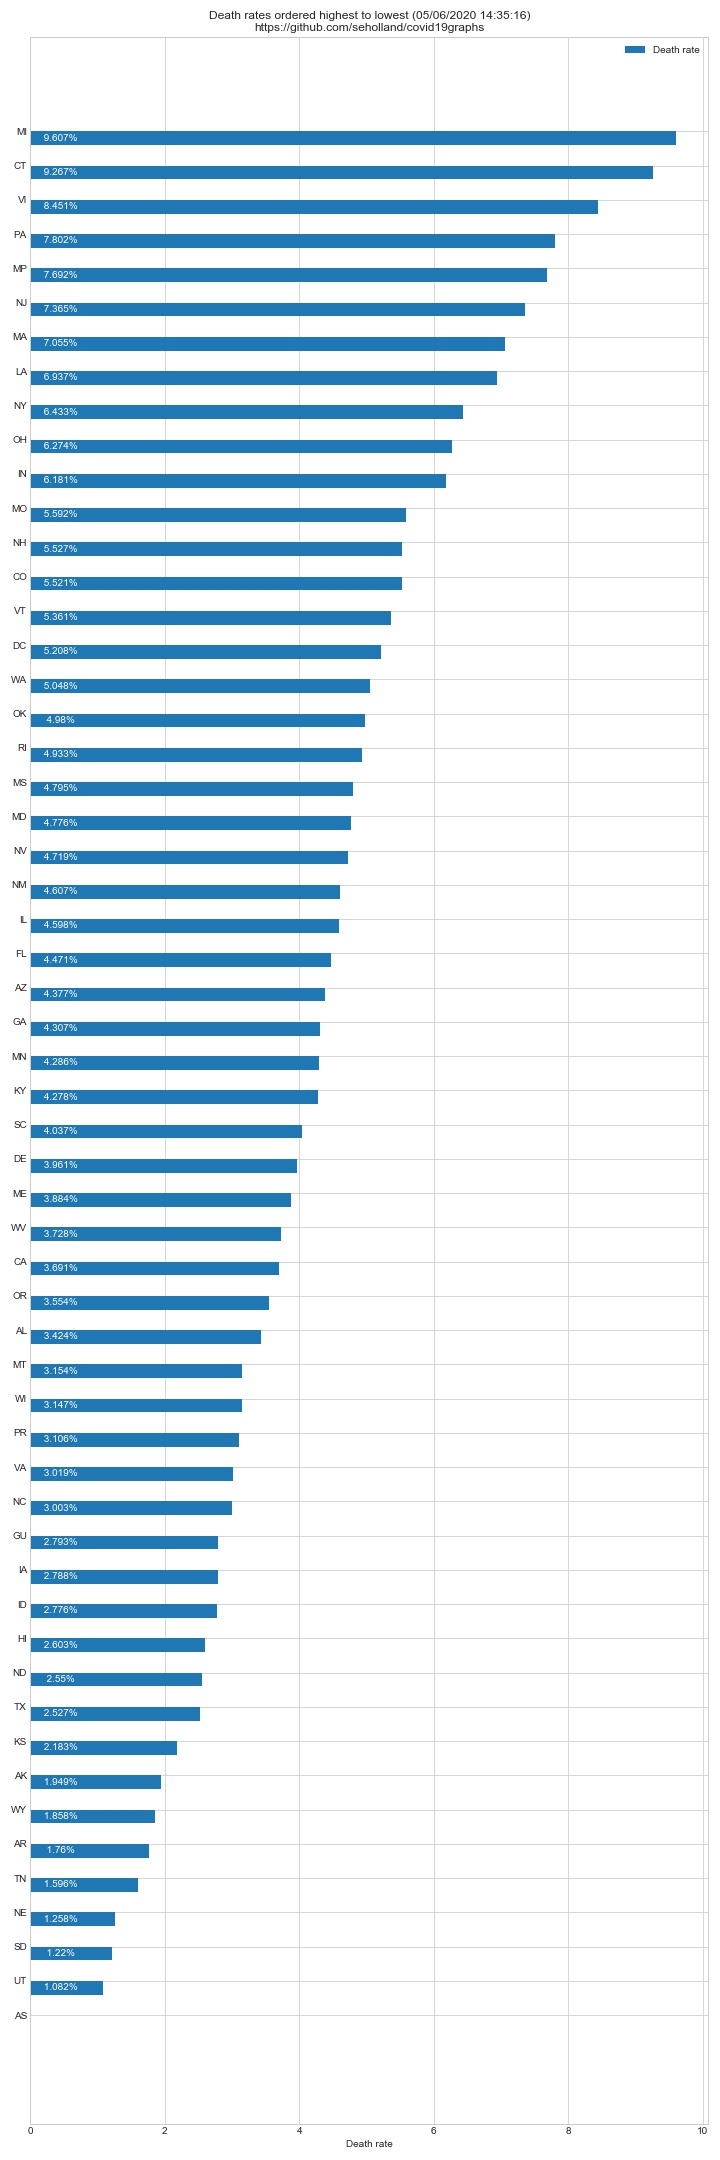 Death rates ordered highest to lowest (05/06/2020 14:35:16)
https://github.com/seholland/covid19graphs
Death rate
MI 9.607%
CT 9.267%
VI 8.451%
PA 7.802%
MP 7.692%
NJ 7.365%
MA 7.055%
LA 6.937%
NY 6.433%
OH 6.274%
IN 6.181%
MO 5.592%
NH 5.527%
CO 5.521%
VT 5.361%
DC 5.208%
WA 5.048%
OK 4.98%
RI 4.933%
MS 4.795%
MD 4.776%
NV 4.719%
NM 4.607%
IL 4.598%
FL 4.471%
AZ 4.377%
GA 4.307%
MN 4.286%
KY 4.278%
SC 4.037%
DE 3.961%
ME 3.884%
WV 3.728%
CA 3.691%
OR 3.554%
AL 3.424%
MT 3.154%
WI 3.147%
PR 3.106%
VA 3.019%
NC 3.003%
GU 2.793%
IA 2.788%
ID 2.776%
HI 2.603%
ND 2.55%
TX 2.527%
KS 2.183%
AK 1.949%
WY 1.858%
AR 1.76%
TN 1.596%
NE 1.258%
SD 1.22%
UT 1.082%
AS
0 2 4 6 8 10
Death rate